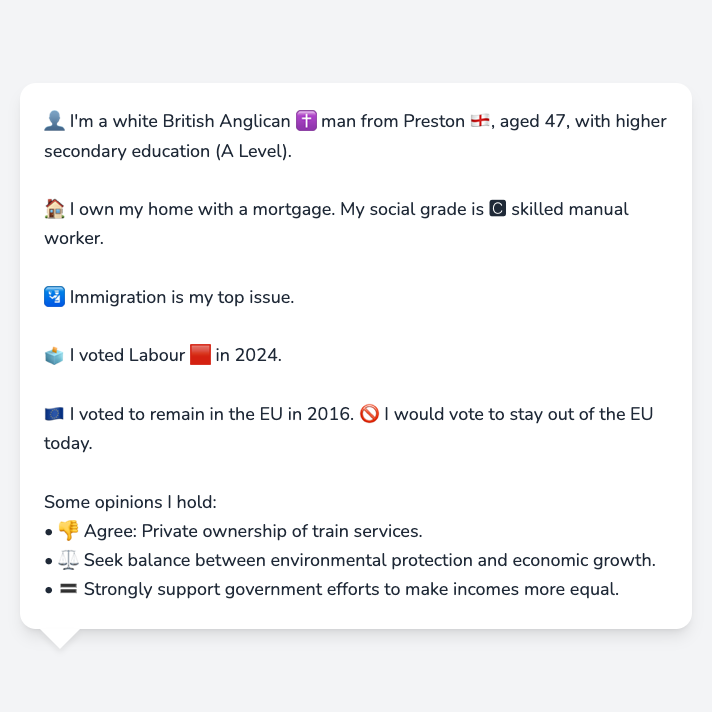 👤 I'm a white British Anglican ✝️ man from Preston 🏴󠁧󠁢󠁥󠁮󠁧󠁿, aged 47, with higher
secondary education (A Level).
🏠 I own my home with a mortgage. My social grade is 🅲 skilled manual
worker.
🛂 Immigration is my top issue.
🗳️ I voted Labour 🟥 in 2024.
🇪🇺 I voted to remain in the EU in 2016. 🚫 I would vote to stay out of the EU
today.
Some opinions I hold:
• 👎 Agree: Private ownership of train services.
• ⚖️ Seek balance between environmental protection and economic growth.
• 🟰 Strongly support government efforts to make incomes more equal.